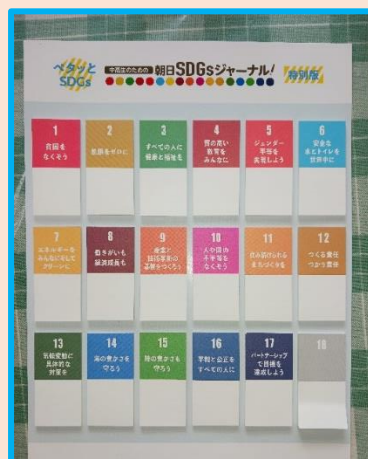 ペタッと
SDGs
中高生のための
朝日SDGsジャーナル
特別版
1
貧困を
なくそう
2
飢餓をゼロに
3
すべての人に
健康と福祉を
4
質の高い
教育を
みんなに
5
ジェンダー
平等を
実現しよう
6
安全な
水とトイレを
世界中に
7
エネルギーを
みんなにそして
クリーンに
8
働きがいも
経済成長も
9
産業と
技術革新の
基盤をつくろう
10
人や国の
不平等を
なくそう
11
住み続けられる
まちづくりを
12
つくる責任
つかう責任
13
気候変動に
具体的な
対策を
14
海の豊かさを
守ろう
15
陸の豊かさも
守ろう
16
平和と公正を
すべての人に
17
パートナーシップ
で目標を
達成しよう
18